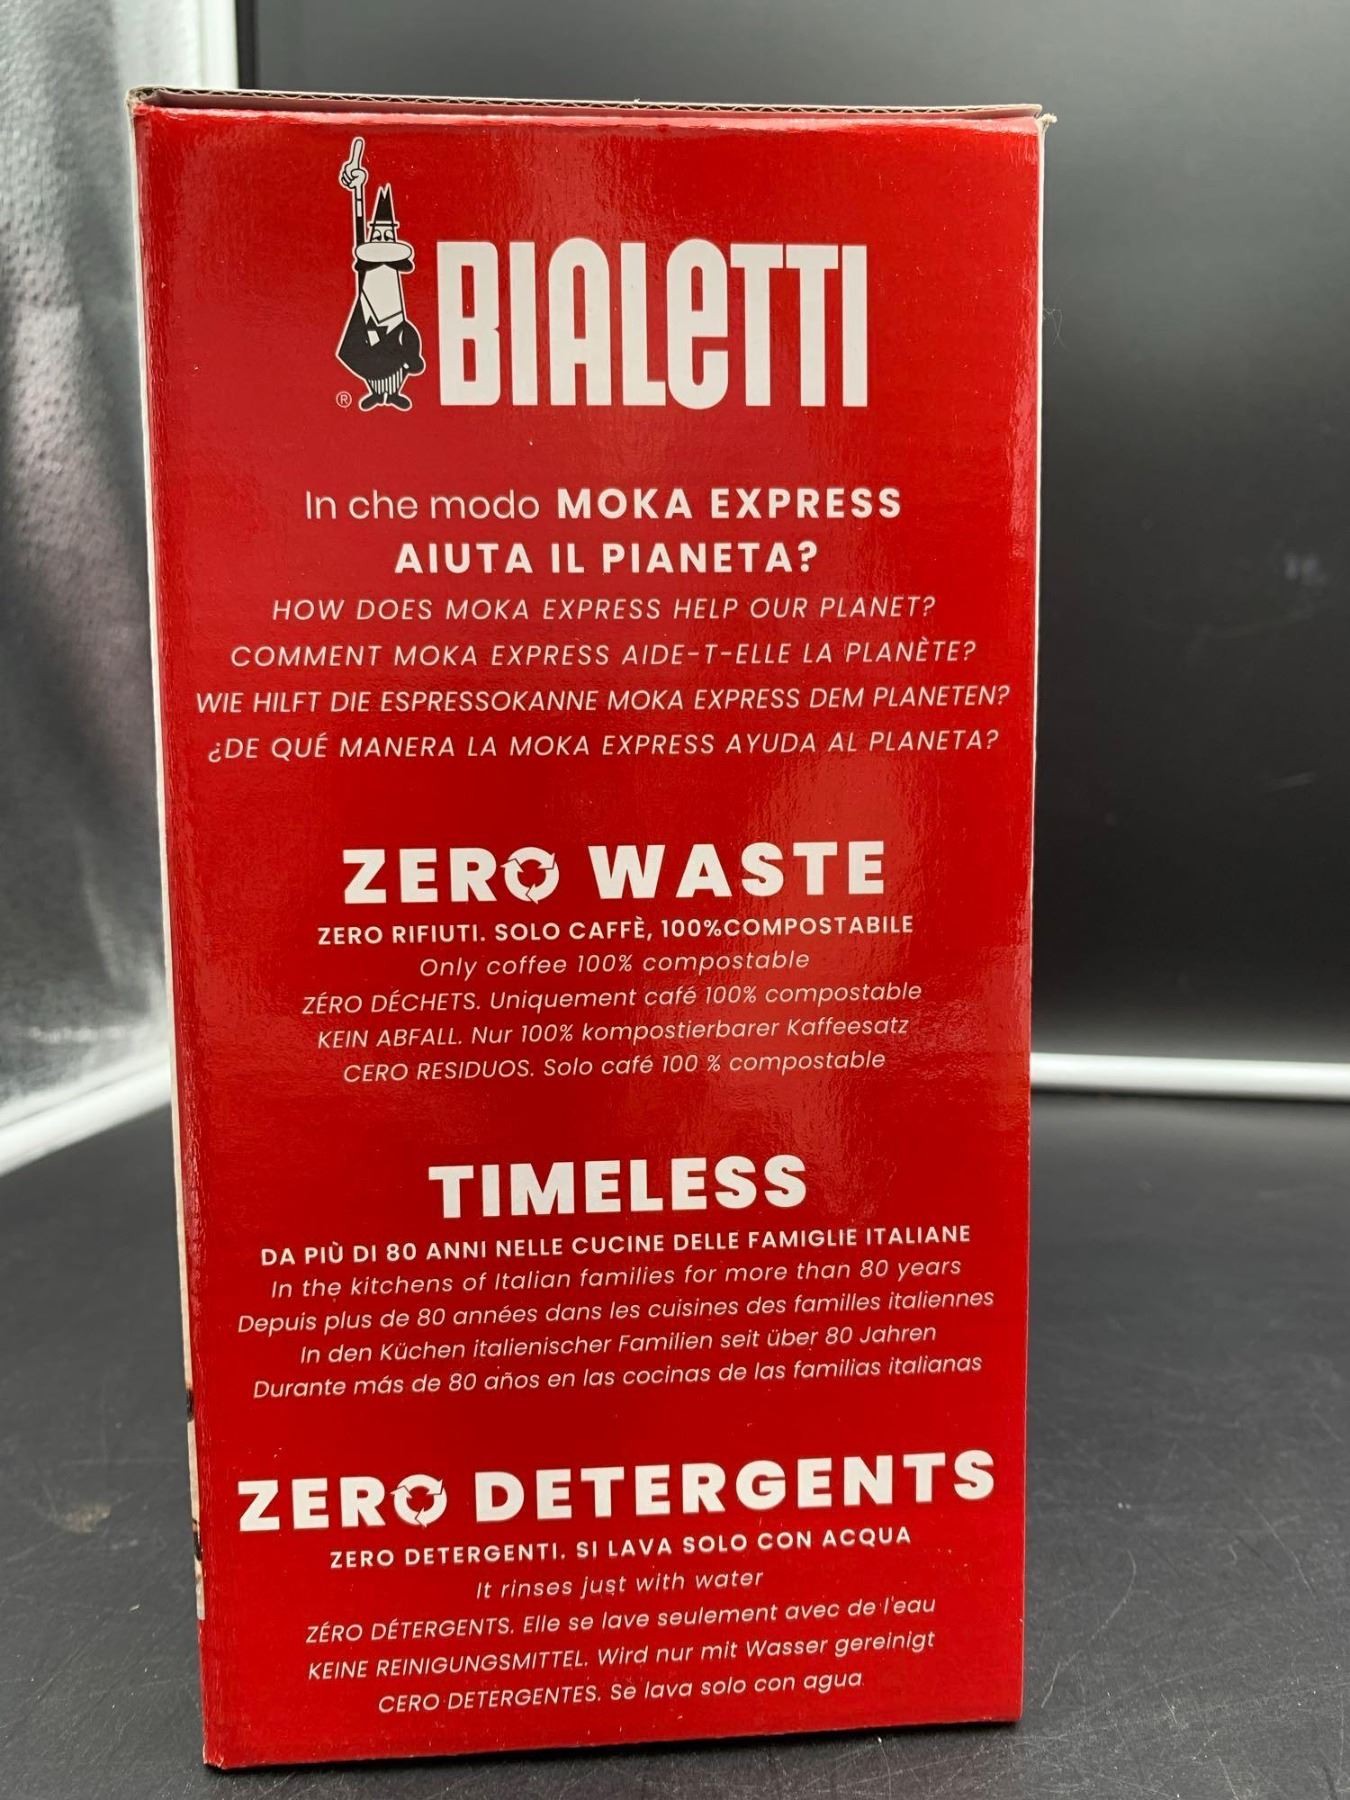 BIALETTI
®
In che modo MOKA EXPRESS
AIUTA IL PIANETA?
HOW DOES MOKA EXPRESS HELP OUR PLANET?
COMMENT MOKA EXPRESS AIDE-T-ELLE LA PLANÈTE?
WIE HILFT DIE ESPRESSOKANNE MOKA EXPRESS DEM PLANETEN?
¿DE QUÉ MANERA LA MOKA EXPRESS AYUDA AL PLANETA?
ZERO WASTE
ZERO RIFIUTI. SOLO CAFFÈ, 100%COMPOSTABILE
Only coffee 100% compostable
ZÉRO DÉCHETS. Uniquement café 100% compostable
KEIN ABFALL. Nur 100% kompostierbarer Kaffeesatz
CERO RESIDUOS. Solo café 100 % compostable
TIMELESS
DA PIÙ DI 80 ANNI NELLE CUCINE DELLE FAMIGLIE ITALIANE
In the kitchens of Italian families for more than 80 years
Depuis plus de 80 années dans les cuisines des familles italiennes
In den Küchen italienischer Familien seit über 80 Jahren
Durante más de 80 años en las cocinas de las familias italianas
ZERO DETERGENTS
ZERO DETERGENTI. SI LAVA SOLO CON ACQUA
It rinses just with water
ZÉRO DÉTERGENTS. Elle se lave seulement avec de l'eau
KEINE REINIGUNGSMITTEL. Wird nur mit Wasser gereinigt
CERO DETERGENTES. Se lava solo con agua